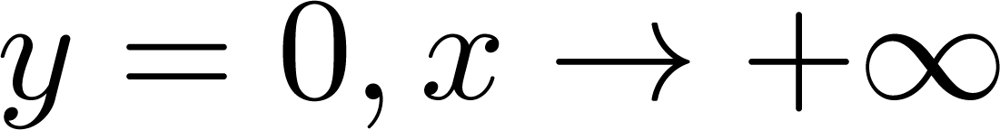 y = 0, x → +∞